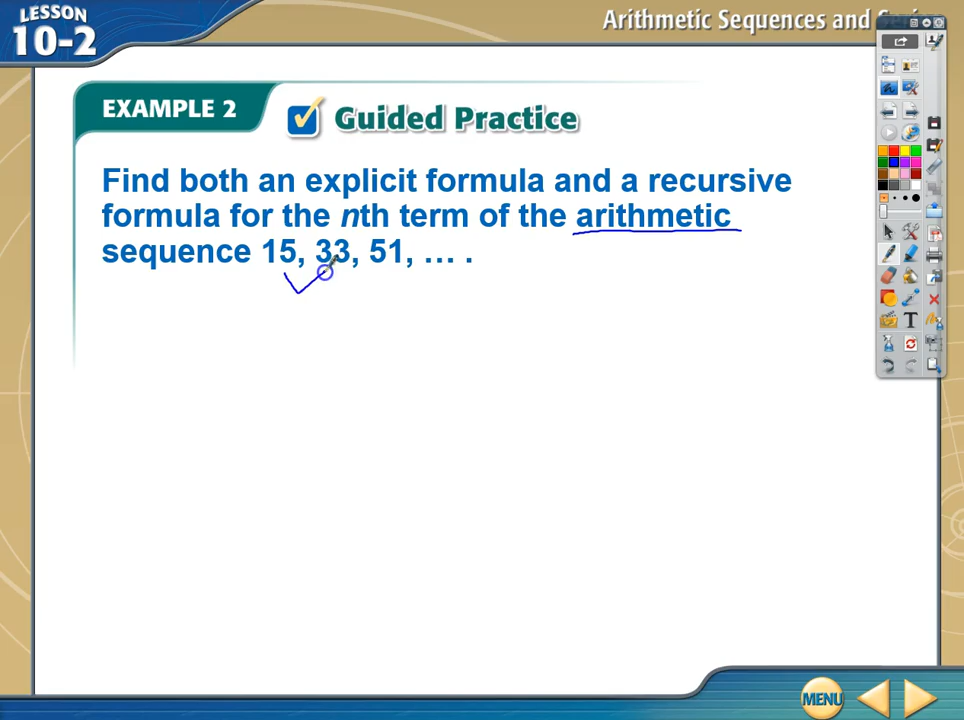 LESSON
10-2
Arithmetic Sequences and
EXAMPLE 2
Guided Practice
Find both an explicit formula and a recursive
formula for the nth term of the arithmetic
sequence 15, 33, 51, … .
T
MENU